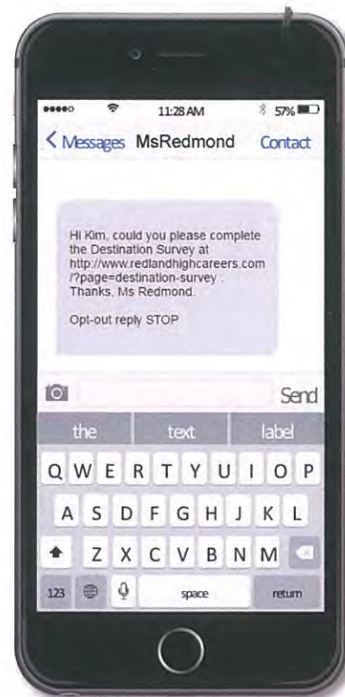 11:28 AM 57%
< Messages MsRedmond Contact
Hi Kim, could you please complete
the Destination Survey at
http://www.redlandhighcareers.com
/?page=destination-survey .
Thanks, Ms Redmond.
Opt-out reply STOP
Send
the text label
Q W E R T Y U I O P
A S D F G H J K L
Z X C V B N M
123 space return